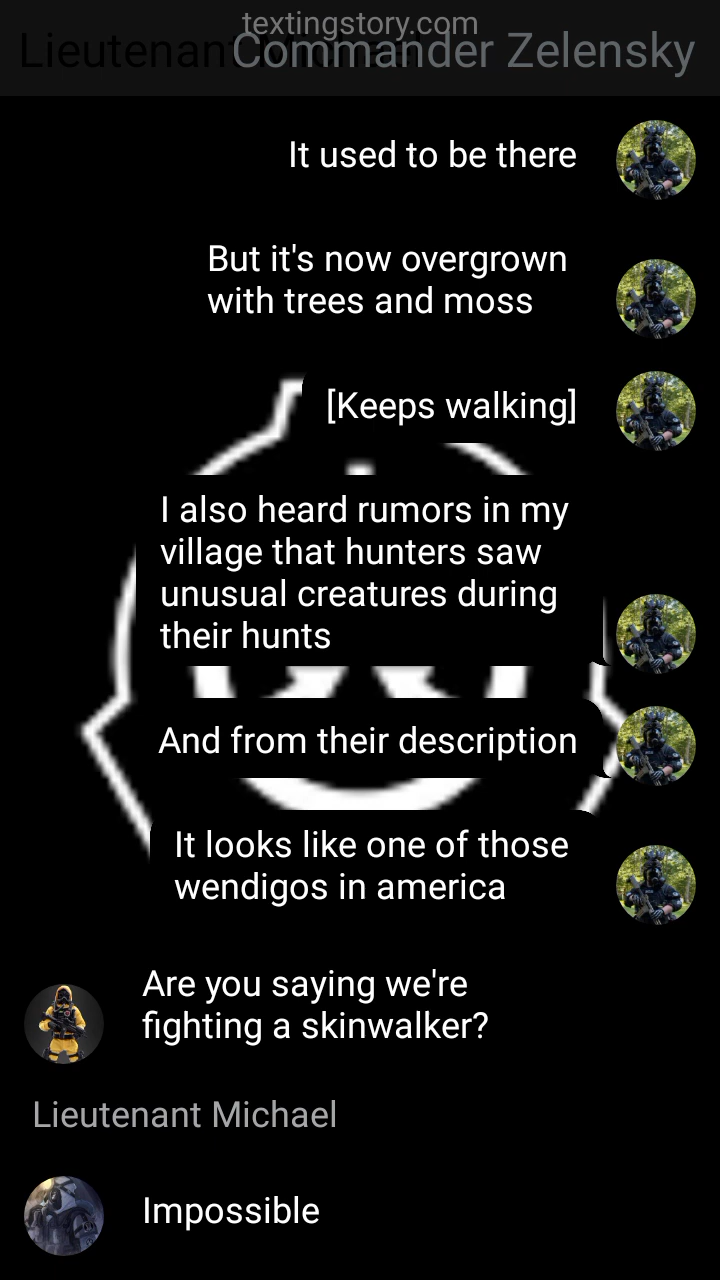 textingstory.com
Lieutenant Michael
Commander Zelensky
It used to be there
But it's now overgrown
with trees and moss
[Keeps walking]
I also heard rumors in my
village that hunters saw
unusual creatures during
their hunts
And from their description
It looks like one of those
wendigos in america
Are you saying we're
fighting a skinwalker?
Lieutenant Michael
Impossible